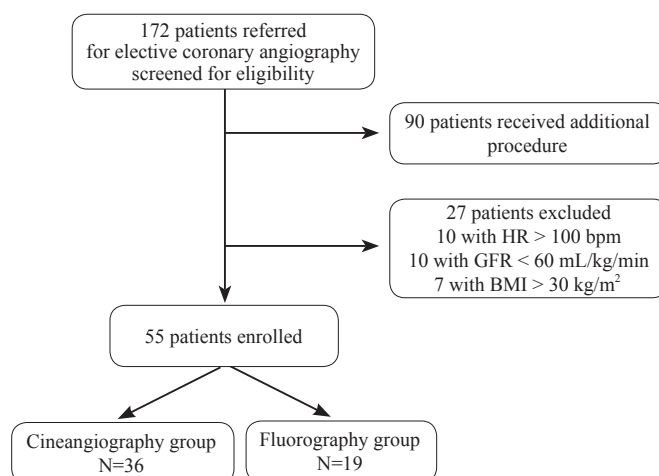 172 patients referred
for elective coronary angiography
screened for eligibility
90 patients received additional
procedure
27 patients excluded
10 with HR > 100 bpm
10 with GFR < 60 mL/kg/min
7 with BMI > 30 kg/m²
55 patients enrolled
Cineangiography group
N=36
Fluorography group
N=19